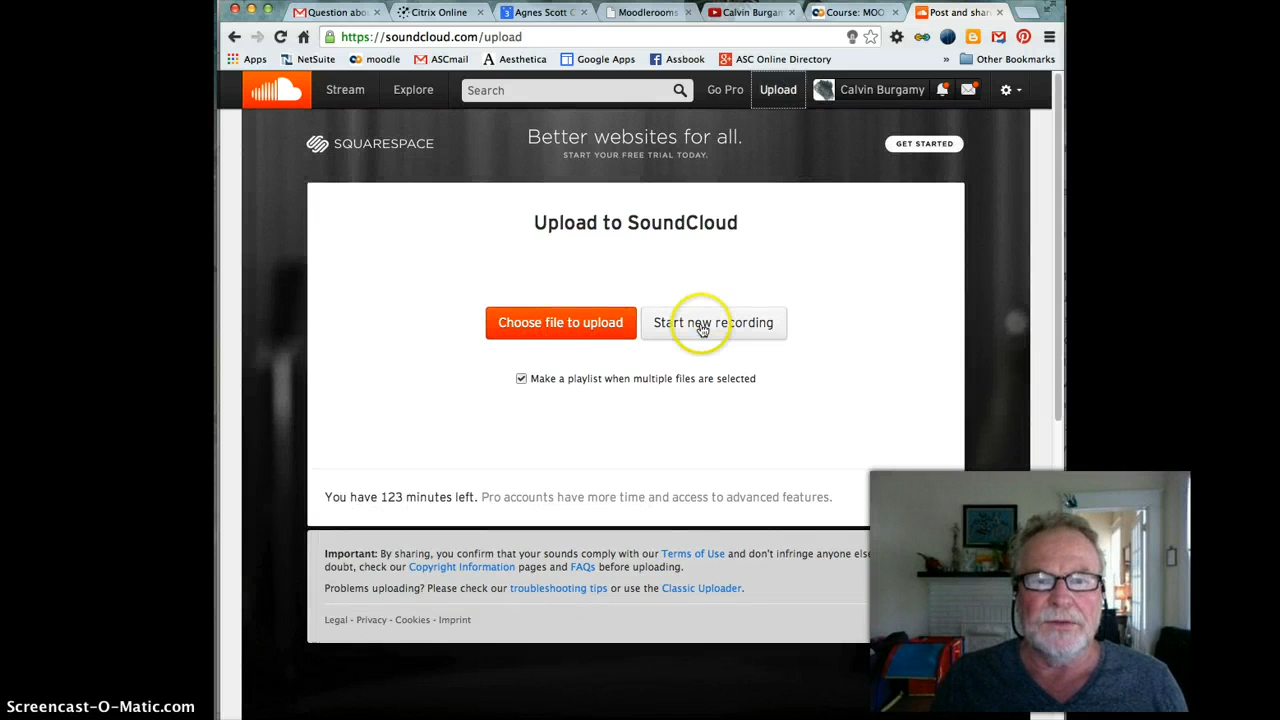 Question abo
Citrix Online
Agnes Scott C
Moodlerooms
Calvin Burgam
Course: MOO
Post and shar
https://soundcloud.com/upload
Apps NetSuite moodle ASCmail Aesthetica Google Apps Assbook ASC Online Directory » Other Bookmarks
Stream Explore Search Go Pro Upload Calvin Burgamy
SQUARESPACE
Better websites for all.
START YOUR FREE TRIAL TODAY.
GET STARTED
Upload to SoundCloud
Choose file to upload
Start new recording
Make a playlist when multiple files are selected
You have 123 minutes left. Pro accounts have more time and access to advanced features.
Important: By sharing, you confirm that your sounds comply with our Terms of Use and don't infringe anyone else
doubt, check our Copyright Information pages and FAQs before uploading.
Problems uploading? Please check our troubleshooting tips or use the Classic Uploader.
Legal - Privacy - Cookies - Imprint
Screencast-O-Matic.com